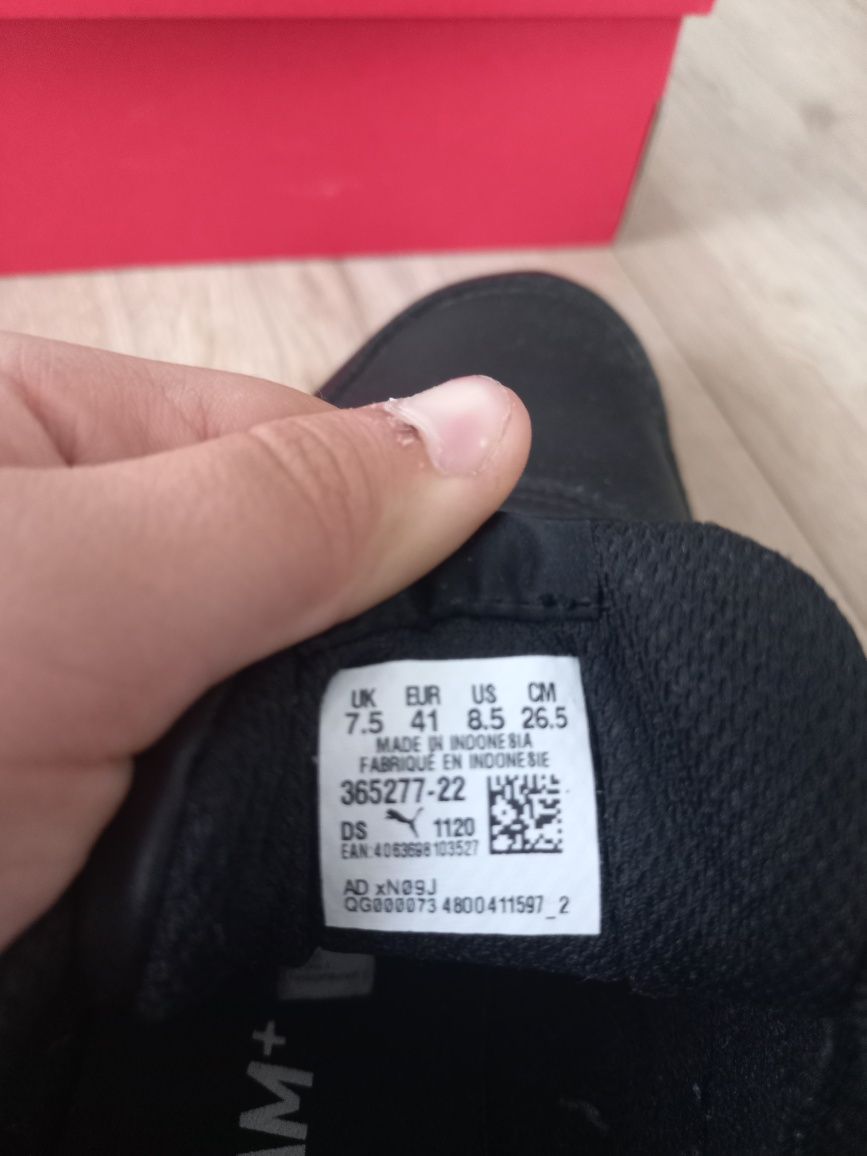 UK EUR US CM
7.5 41 8.5 26.5
MADE IN INDONESIA
FABRIQUÉ EN INDONESIE
365277-22
DS 1120
EAN:4063698103527
AD xN09J
QG000073 4800411597_2
AM+